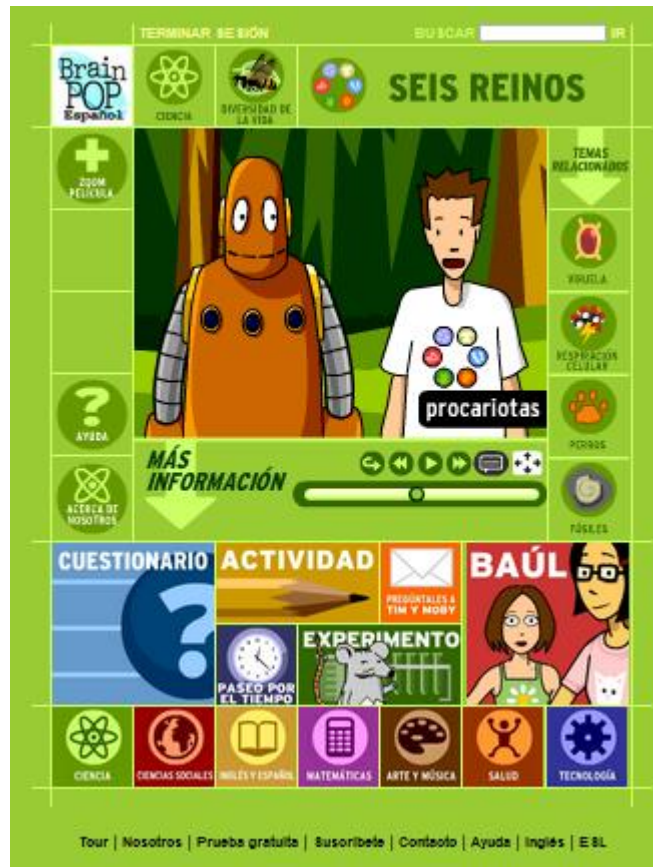 TERMINAR SESIÓN
BUSCAR
IR
Brain
POP
Español
CIENCIA
DIVERSIDAD DE
LA VIDA
SEIS REINOS
ZOOM
PELÍCULA
TEMAS
RELACIONADOS
VIRUELA
RESPIRACIÓN
CELULAR
procariotas
AYUDA
PERROS
MÁS
INFORMACIÓN
ACERCA DE
NOSOTROS
FÓSILES
CUESTIONARIO
ACTIVIDAD
PREGÚNTALES A
TIM Y MOBY
BAÚL
PASEO POR
EL TIEMPO
EXPERIMENTO
CIENCIA
CIENCIAS SOCIALES
INGLÉS Y ESPAÑOL
MATEMÁTICAS
ARTE Y MÚSICA
SALUD
TECNOLOGÍA
Tour | Nosotros | Prueba gratuita | Suscribete | Contacto | Ayuda | Inglés | ESL